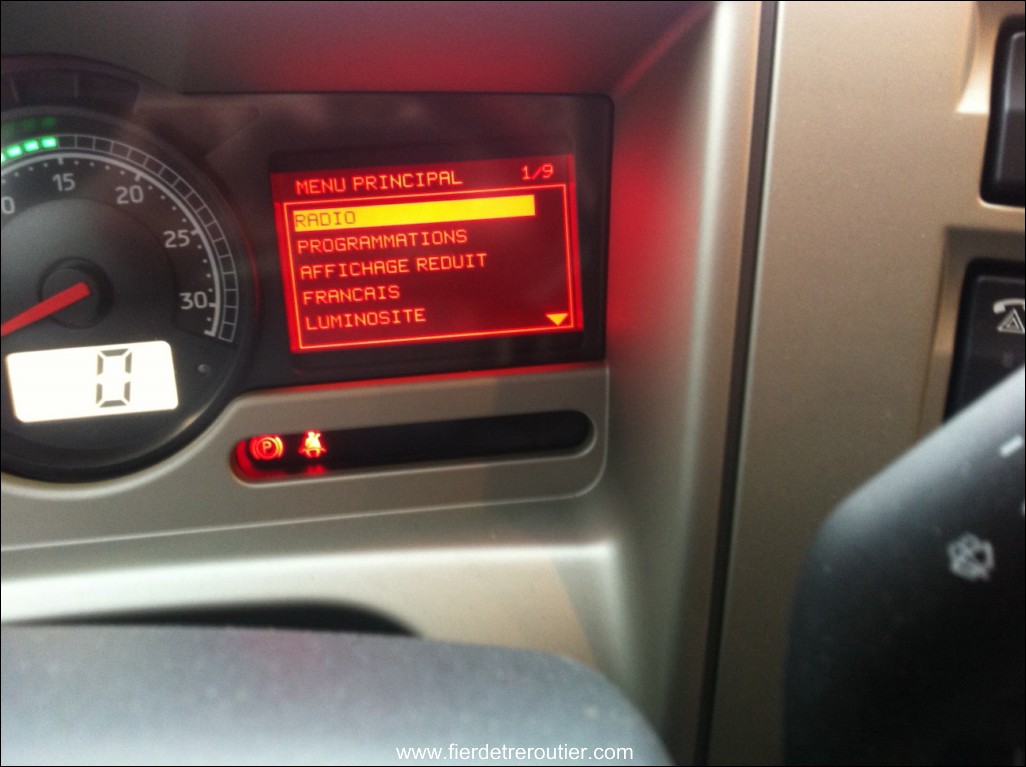 MENU PRINCIPAL 1/9
RADIO
PROGRAMMATIONS
AFFICHAGE REDUIT
FRANCAIS
LUMINOSITE
15
20
25
30
0
P
www.fierdetreroutier.com